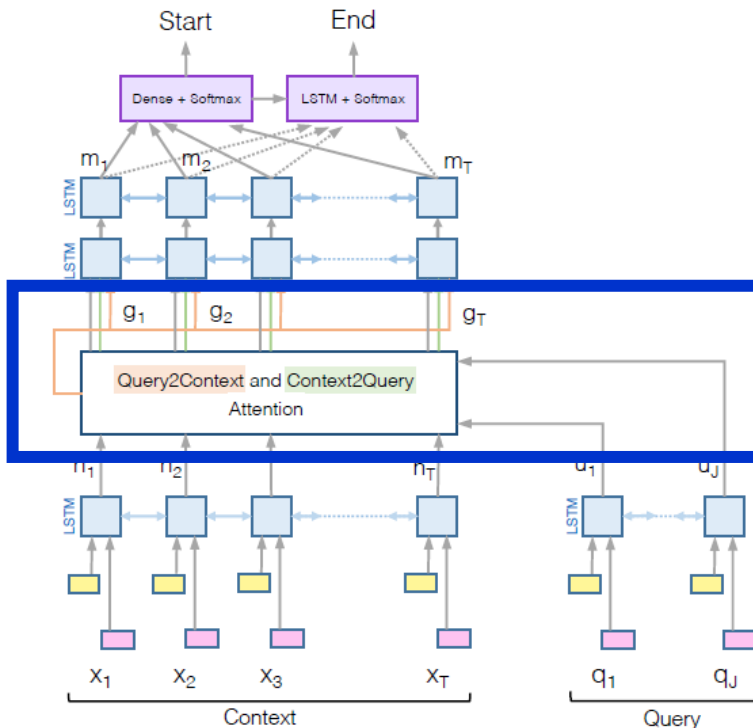 Start End
Dense + Softmax LSTM + Softmax
m1 m2 mT
LSTM
LSTM
g1 g2 gT
Query2Context and Context2Query
Attention
h1 h2 hT u1 uJ
LSTM LSTM
x1 x2 x3 xT q1 qJ
Context Query